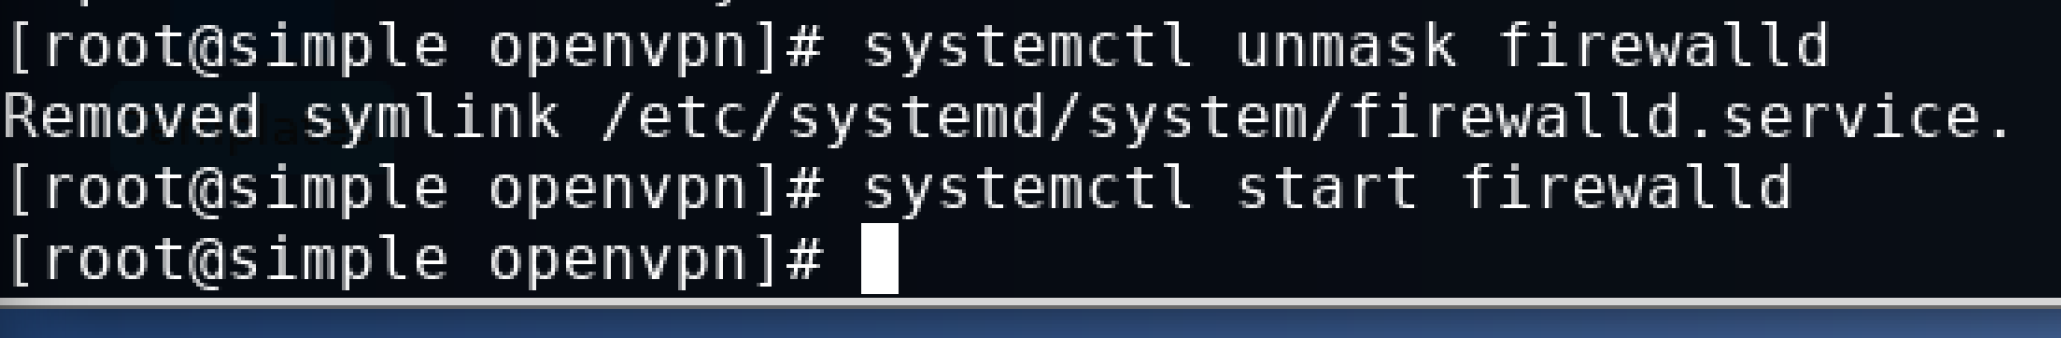 [root@simple openvpn]# systemctl unmask firewalld
Removed symlink /etc/systemd/system/firewalld.service.
[root@simple openvpn]# systemctl start firewalld
[root@simple openvpn]#